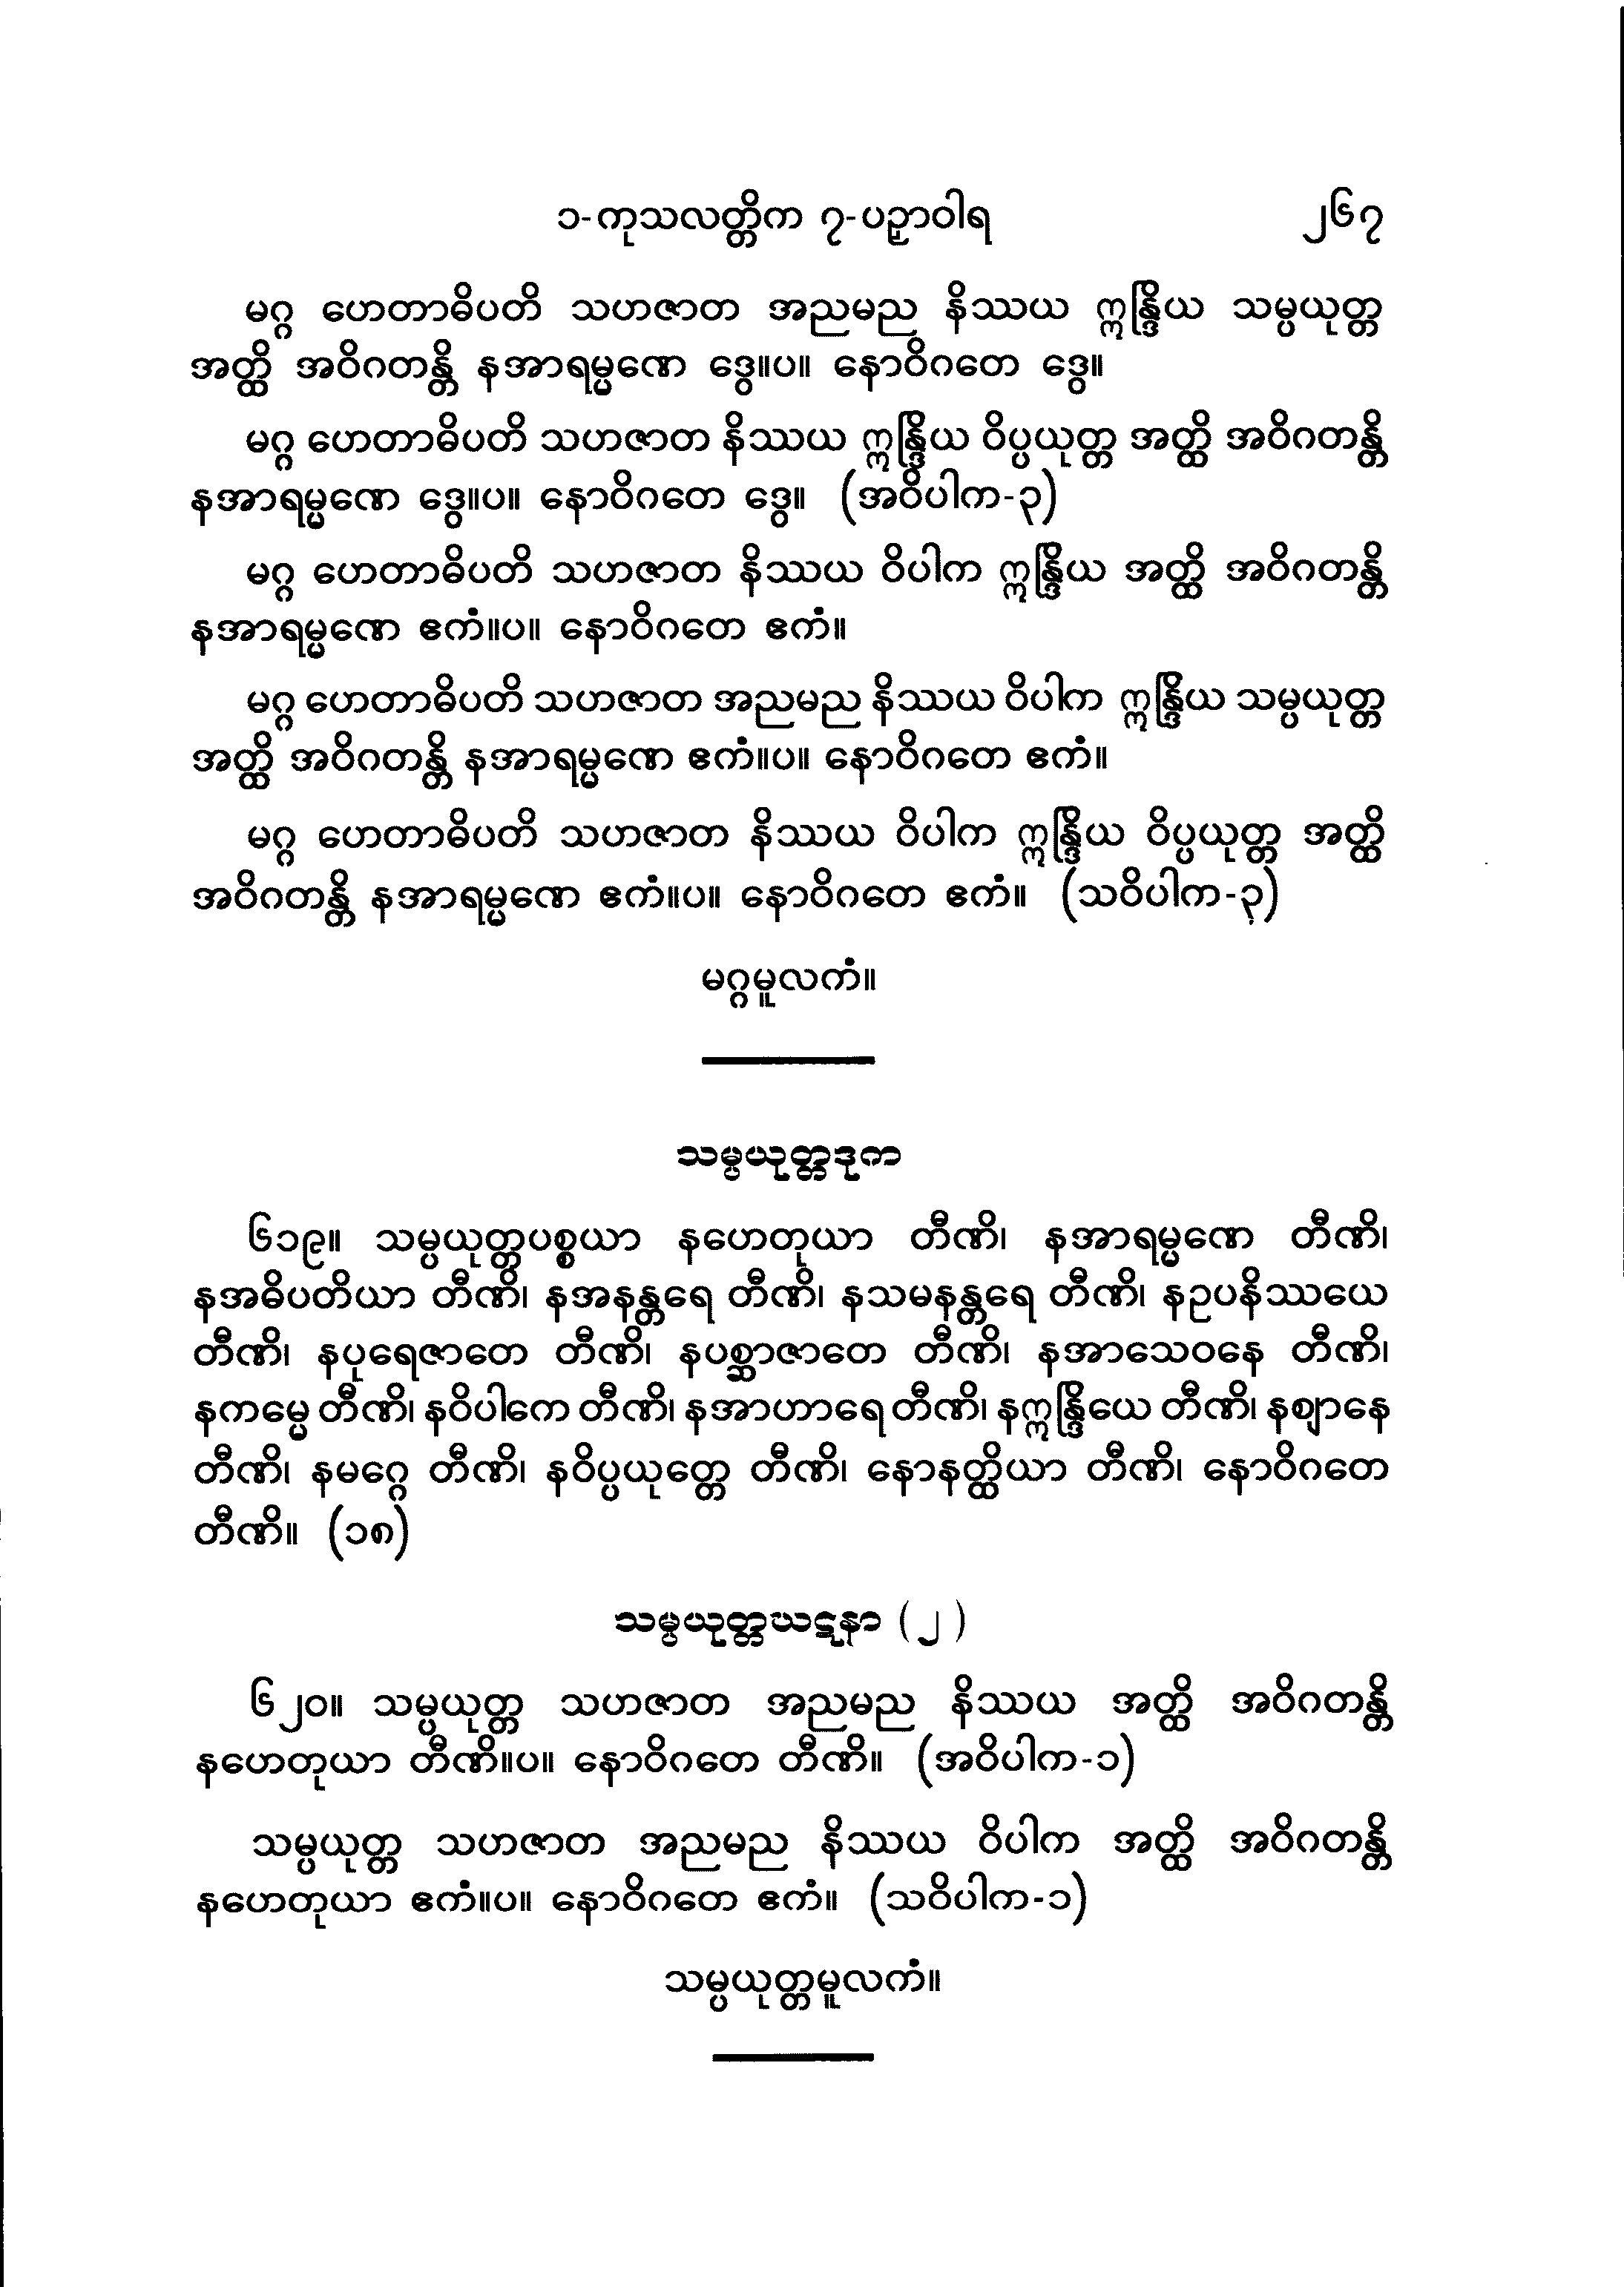 ၁-ကုသလတ္တိက ၇-ပဉှာဝါရ ၂၆၇
မဂ္ဂ ဟေတာဓိပတိ သဟဇာတ အညမည နိဿယ ဣန္ဒြိယ သမ္ပယုတ္တ
အတ္ထိ အဝိဂတန္တိ နအာရမ္မဏေ ဒွေ။ပ။ နောဝိဂတေ ဒွေ။
မဂ္ဂ ဟေတာဓိပတိ သဟဇာတ နိဿယ ဣန္ဒြိယ ဝိပ္ပယုတ္တ အတ္ထိ အဝိဂတန္တိ
နအာရမ္မဏေ ဒွေ။ပ။ နောဝိဂတေ ဒွေ။ (အဝိပါက-၃)
မဂ္ဂ ဟေတာဓိပတိ သဟဇာတ နိဿယ ဝိပါက ဣန္ဒြိယ အတ္ထိ အဝိဂတန္တိ
နအာရမ္မဏေ ဧကံ။ပ။ နောဝိဂတေ ဧကံ။
မဂ္ဂ ဟေတာဓိပတိ သဟဇာတ အညမည နိဿယ ဝိပါက ဣန္ဒြိယ သမ္ပယုတ္တ
အတ္ထိ အဝိဂတန္တိ နအာရမ္မဏေ ဧကံ။ပ။ နောဝိဂတေ ဧကံ။
မဂ္ဂ ဟေတာဓိပတိ သဟဇာတ နိဿယ ဝိပါက ဣန္ဒြိယ ဝိပ္ပယုတ္တ အတ္ထိ
အဝိဂတန္တိ နအာရမ္မဏေ ဧကံ။ပ။ နောဝိဂတေ ဧကံ။ (သဝိပါက-၃)
မဂ္ဂမူလကံ။
သမ္ပယုတ္တဒုက
၆၁၉။ သမ္ပယုတ္တပစ္စယာ နဟေတုယာ တီဏိ၊ နအာရမ္မဏေ တီဏိ၊
နအဓိပတိယာ တီဏိ၊ နအနန္တရေ တီဏိ၊ နသမနန္တရေ တီဏိ၊ နဥပနိဿယေ
တီဏိ၊ နပုရေဇာတေ တီဏိ၊ နပစ္ဆာဇာတေ တီဏိ၊ နအာသေဝနေ တီဏိ၊
နကမ္မေ တီဏိ၊ နဝိပါကေ တီဏိ၊ နအာဟာရေ တီဏိ၊ နဣန္ဒြိယေ တီဏိ၊ နဈာနေ
တီဏိ၊ နမဂ္ဂေ တီဏိ၊ နဝိပ္ပယုတ္တေ တီဏိ၊ နောနတ္ထိယာ တီဏိ၊ နောဝိဂတေ
တီဏိ။ (၁၈)
သမ္ပယုတ္တဃဋနာ (၂)
၆၂၀။ သမ္ပယုတ္တ သဟဇာတ အညမည နိဿယ အတ္ထိ အဝိဂတန္တိ
နဟေတုယာ တီဏိ။ပ။ နောဝိဂတေ တီဏိ။ (အဝိပါက-၁)
သမ္ပယုတ္တ သဟဇာတ အညမည နိဿယ ဝိပါက အတ္ထိ အဝိဂတန္တိ
နဟေတုယာ ဧကံ။ပ။ နောဝိဂတေ ဧကံ။ (သဝိပါက-၁)
သမ္ပယုတ္တမူလကံ။